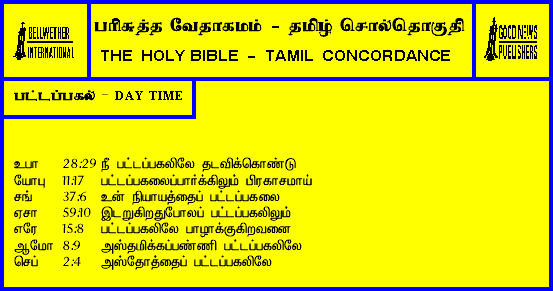 BELLWETHER
INTERNATIONAL
பரிசுத்த வேதாகமம் - தமிழ் சொல்தொகுதி
THE HOLY BIBLE - TAMIL CONCORDANCE
GOOD NEWS
PUBLISHERS
பட்டப்பகல் - DAY TIME
உபா 28:29 நீ பட்டப்பகலிலே தடவிக்கொண்டு
யோபு 11:17 பட்டப்பகலைப்பார்க்கிலும் பிரகாசமாய்
சங் 37:6 உன் நியாயத்தைப் பட்டப்பகலை
ஏசா 59:10 இடறுகிறதுபோலப் பட்டப்பகலிலும்
எரே 15:8 பட்டப்பகலிலே பாழாக்குகிறவனை
ஆமோ 8:9 அஸ்தமிக்கப்பண்ணி பட்டப்பகலிலே
செப் 2:4 அஸ்தோத்தைப் பட்டப்பகலிலே